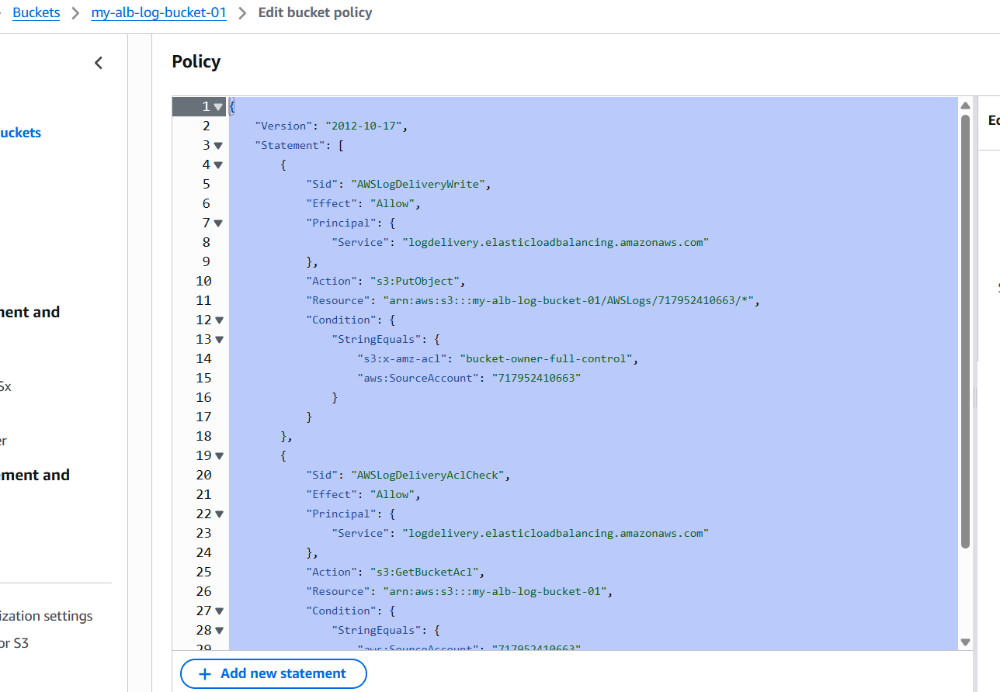 Buckets > my-alb-log-bucket-01 > Edit bucket policy
Policy
uckets
nent and
Sx
er
ement and
ization settings
or S3
1 {
2 "Version": "2012-10-17",
3 "Statement": [
4 {
5 "Sid": "AWSLogDeliveryWrite",
6 "Effect": "Allow",
7 "Principal": {
8 "Service": "logdelivery.elasticloadbalancing.amazonaws.com"
9 },
10 "Action": "s3:PutObject",
11 "Resource": "arn:aws:s3:::my-alb-log-bucket-01/AWSLogs/717952410663/*",
12 "Condition": {
13 "StringEquals": {
14 "s3:x-amz-acl": "bucket-owner-full-control",
15 "aws:SourceAccount": "717952410663"
16 }
17 }
18 },
19 {
20 "Sid": "AWSLogDeliveryAclCheck",
21 "Effect": "Allow",
22 "Principal": {
23 "Service": "logdelivery.elasticloadbalancing.amazonaws.com"
24 },
25 "Action": "s3:GetBucketAcl",
26 "Resource": "arn:aws:s3:::my-alb-log-bucket-01",
27 "Condition": {
28 "StringEquals": {
29 "aws:SourceAccount": "717952410663"
Ed
+ Add new statement